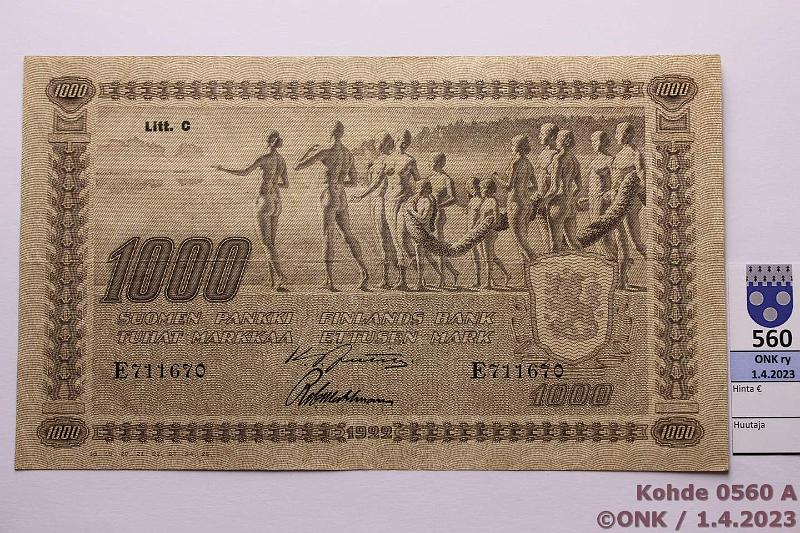 1000 1000
Litt. C
1000
SUOMEN PANKKI FINLANDS BANK
TUHAT MARKKAA ETTUSEN MARK
E711670 E711670
1000
1000 1922 1000
560
ONK ry
1.4.2023
Hinta €
Huutaja
Kohde 0560 A
©ONK / 1.4.2023